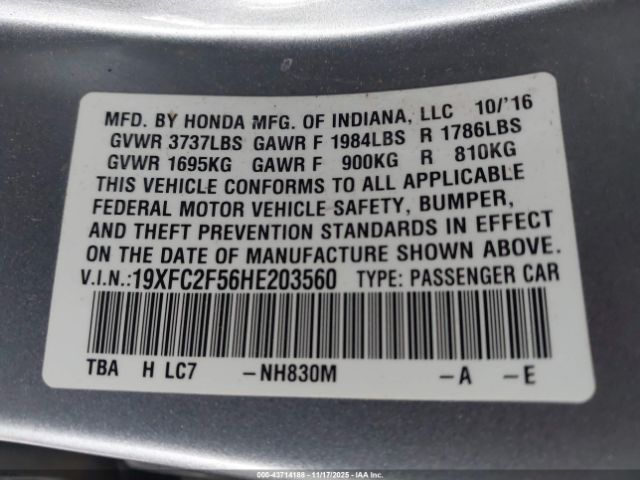 MFD. BY HONDA MFG. OF INDIANA, LLC 10/'16
GVWR 3737LBS GAWR F 1984LBS R 1786LBS
GVWR 1695KG GAWR F 900KG R 810KG
THIS VEHICLE CONFORMS TO ALL APPLICABLE
FEDERAL MOTOR VEHICLE SAFETY, BUMPER,
AND THEFT PREVENTION STANDARDS IN EFFECT
ON THE DATE OF MANUFACTURE SHOWN ABOVE.
V.I.N.:19XFC2F56HE203560 TYPE: PASSENGER CAR
TBA H LC7 -NH830M -A -E
000-43714188 - 11/17/2025 - IAA Inc.